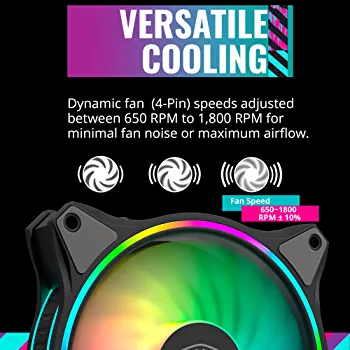 VERSATILE
COOLING
Dynamic fan (4-Pin) speeds adjusted
between 650 RPM to 1,800 RPM for
minimal fan noise or maximum airflow.
Fan Speed
650~1800
RPM ± 10%